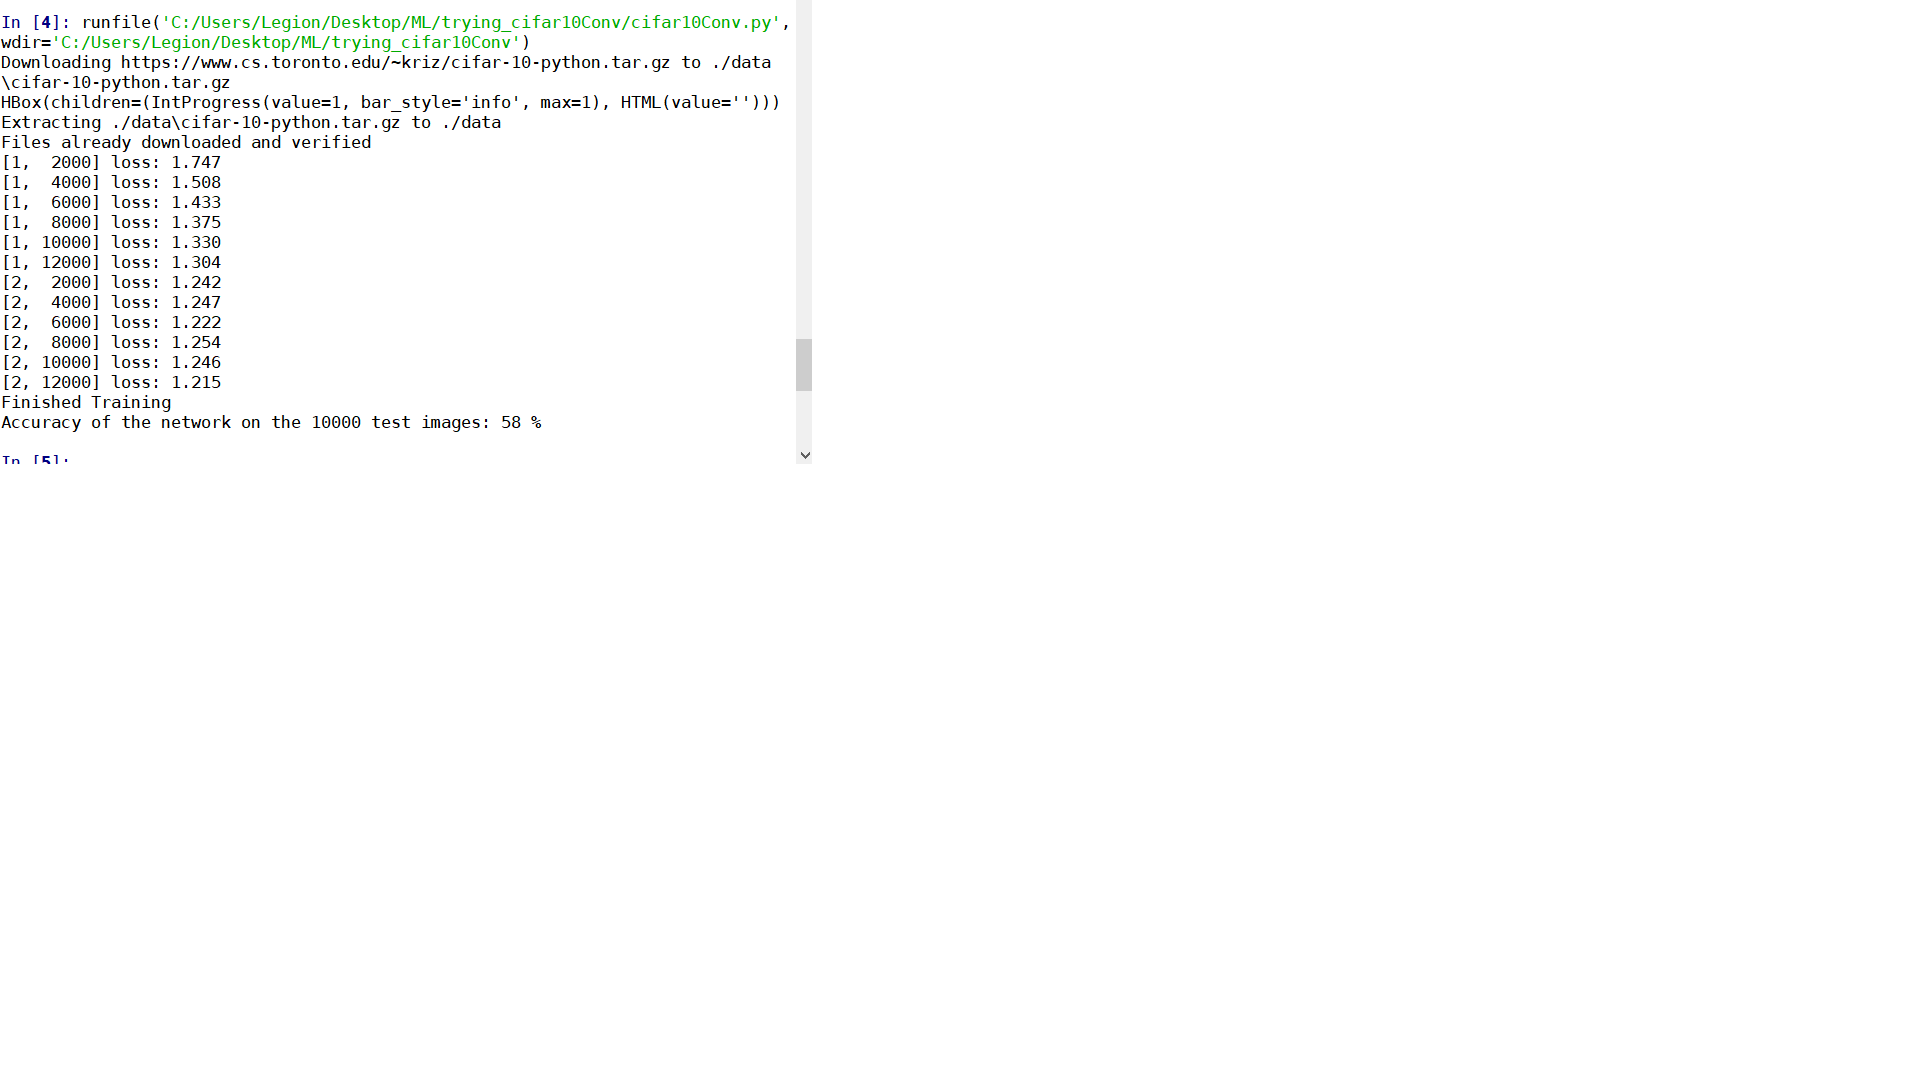 In [4]: runfile('C:/Users/Legion/Desktop/ML/trying_cifar10Conv/cifar10Conv.py',
wdir='C:/Users/Legion/Desktop/ML/trying_cifar10Conv')
Downloading https://www.cs.toronto.edu/~kriz/cifar-10-python.tar.gz to ./data
\cifar-10-python.tar.gz
HBox(children=(IntProgress(value=1, bar_style='info', max=1), HTML(value='')))
Extracting ./data\cifar-10-python.tar.gz to ./data
Files already downloaded and verified
[1,  2000] loss: 1.747
[1,  4000] loss: 1.508
[1,  6000] loss: 1.433
[1,  8000] loss: 1.375
[1, 10000] loss: 1.330
[1, 12000] loss: 1.304
[2,  2000] loss: 1.242
[2,  4000] loss: 1.247
[2,  6000] loss: 1.222
[2,  8000] loss: 1.254
[2, 10000] loss: 1.246
[2, 12000] loss: 1.215
Finished Training
Accuracy of the network on the 10000 test images: 58 %
In [5]: